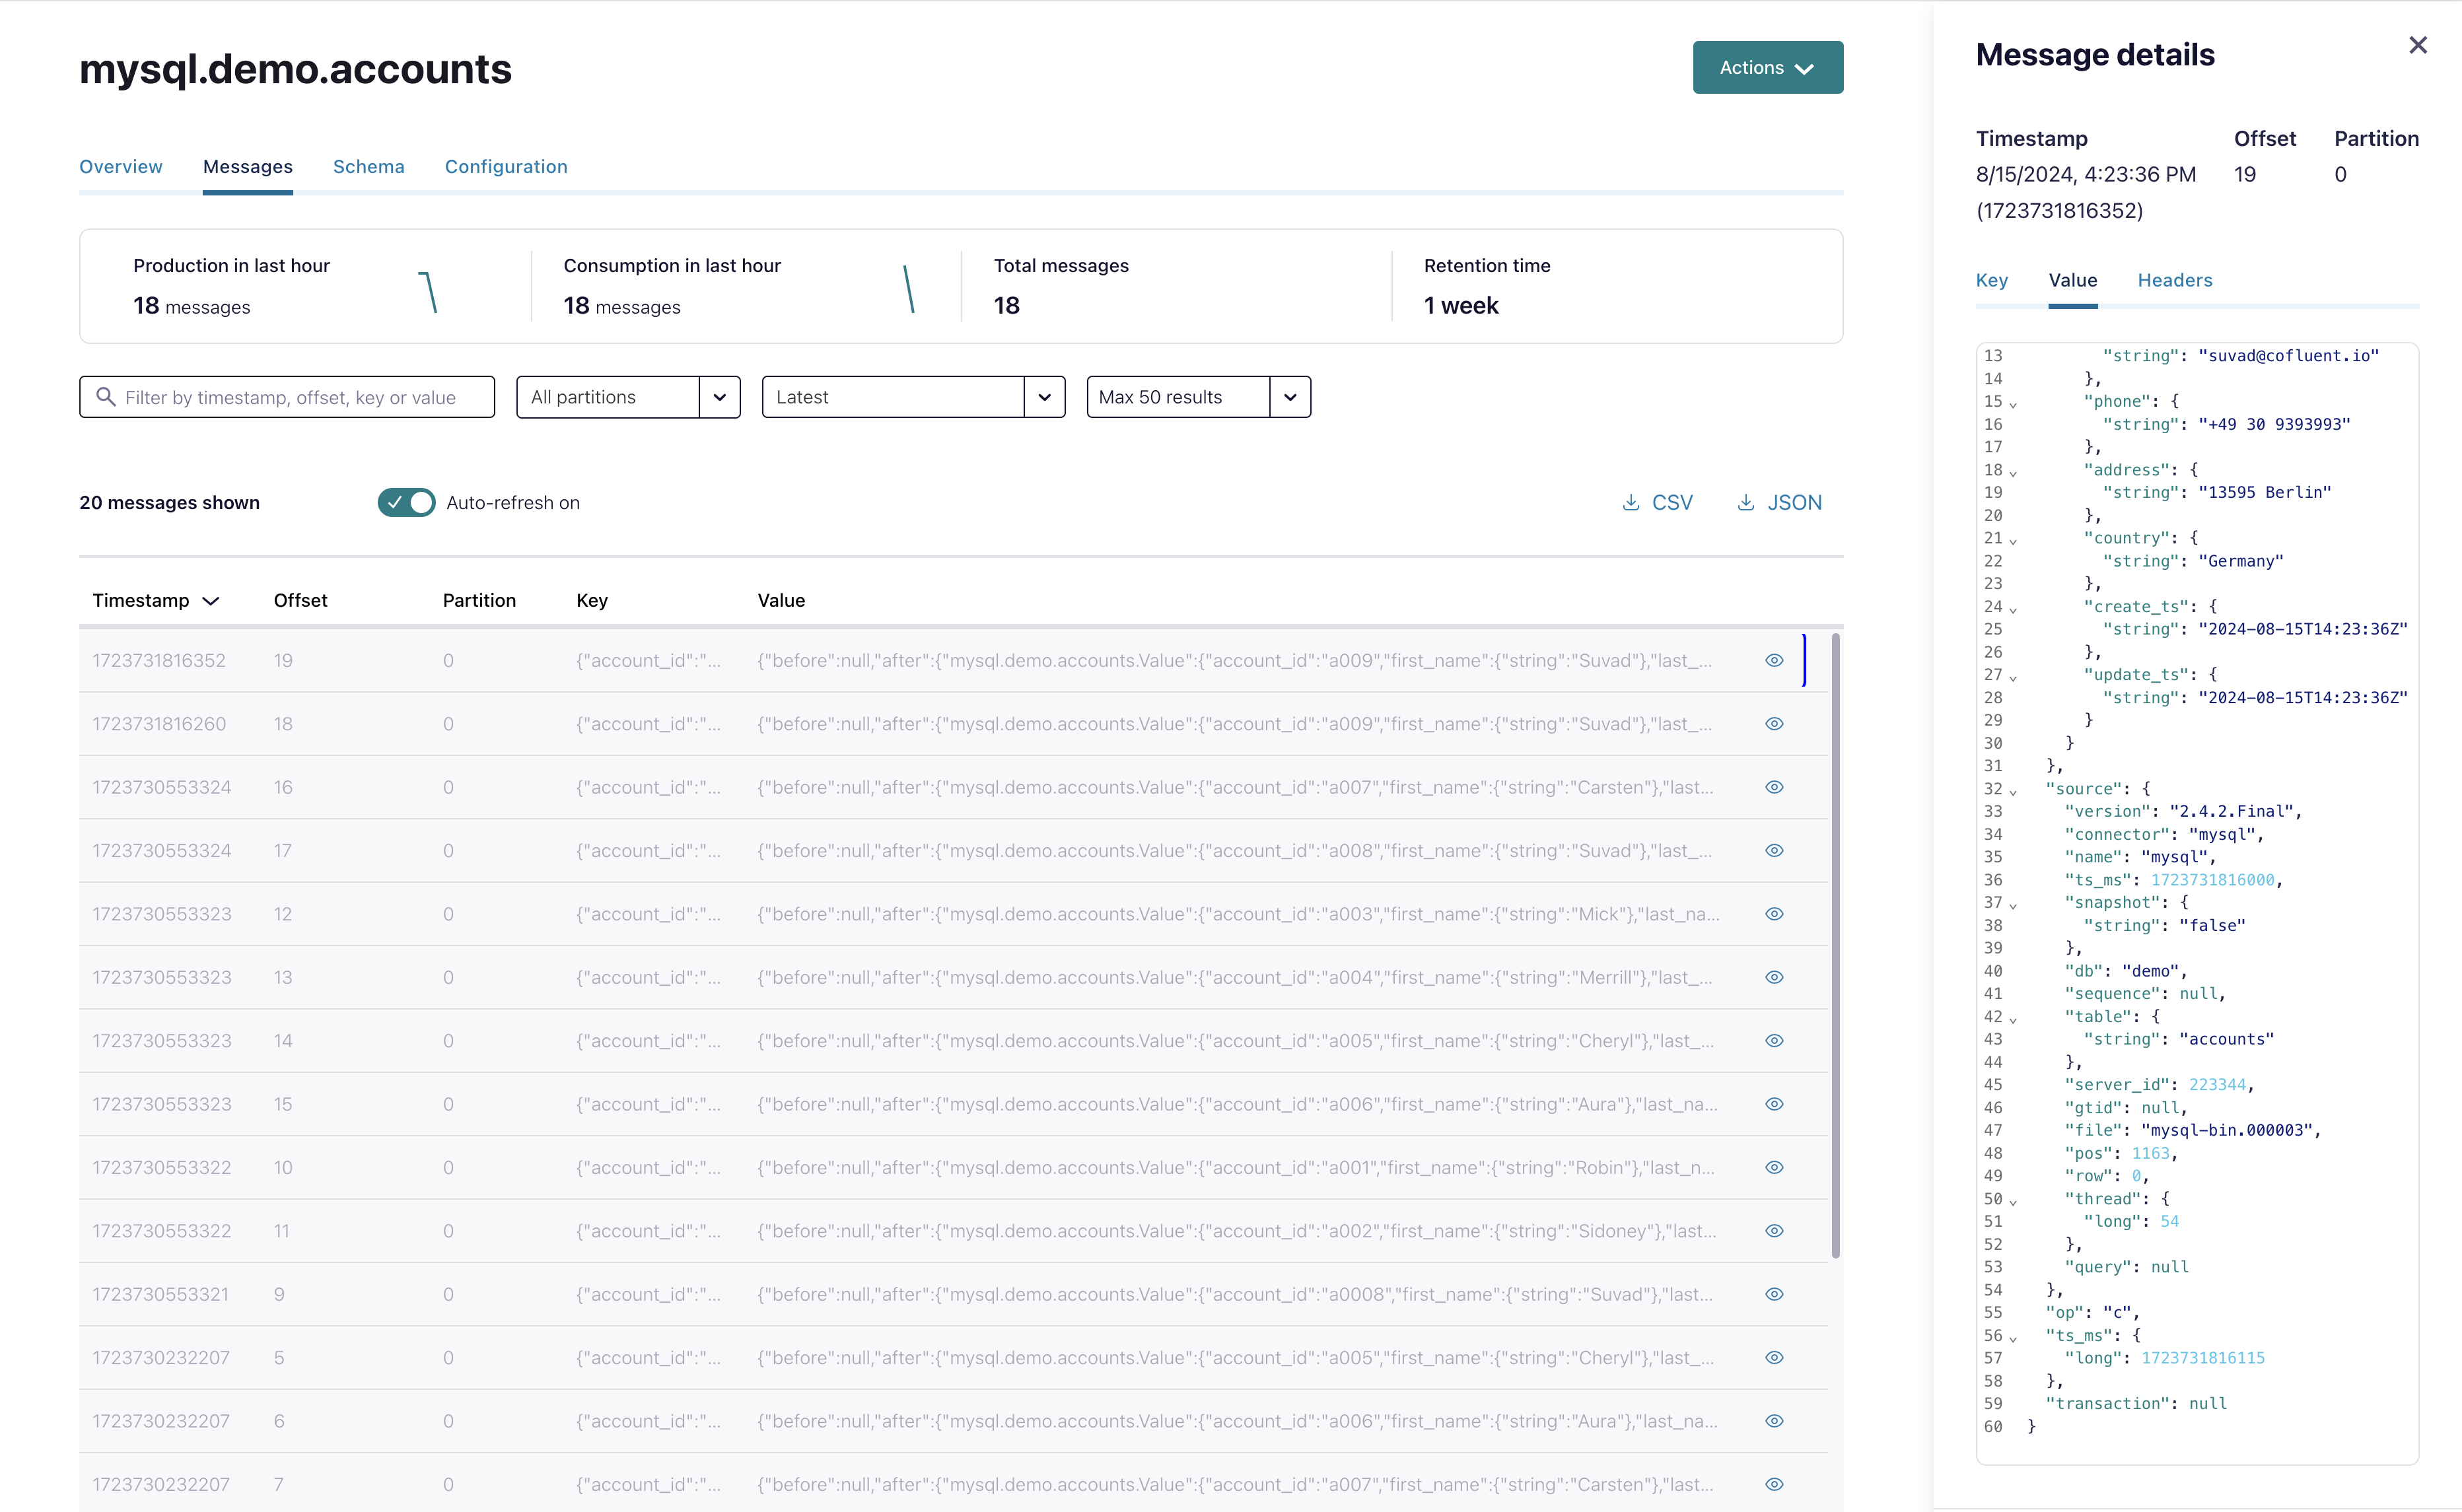 mysql.demo.accounts
Actions
Overview Messages Schema Configuration
Production in last hour
18 messages
Consumption in last hour
18 messages
Total messages
18
Retention time
1 week
Filter by timestamp, offset, key or value
All partitions
Latest
Max 50 results
20 messages shown
Auto-refresh on
CSV
JSON
Timestamp Offset Partition Key Value
1723731816352 19 0 {"account_id":"... {"before":null,"after":{"mysql.demo.accounts.Value":{"account_id":"a009","first_name":{"string":"Suvad"},"last_...
1723731816260 18 0 {"account_id":"... {"before":null,"after":{"mysql.demo.accounts.Value":{"account_id":"a009","first_name":{"string":"Suvad"},"last_...
1723730553324 16 0 {"account_id":"... {"before":null,"after":{"mysql.demo.accounts.Value":{"account_id":"a007","first_name":{"string":"Carsten"},"last...
1723730553324 17 0 {"account_id":"... {"before":null,"after":{"mysql.demo.accounts.Value":{"account_id":"a008","first_name":{"string":"Suvad"},"last_...
1723730553323 12 0 {"account_id":"... {"before":null,"after":{"mysql.demo.accounts.Value":{"account_id":"a003","first_name":{"string":"Mick"},"last_na...
1723730553323 13 0 {"account_id":"... {"before":null,"after":{"mysql.demo.accounts.Value":{"account_id":"a004","first_name":{"string":"Merrill"},"last_...
1723730553323 14 0 {"account_id":"... {"before":null,"after":{"mysql.demo.accounts.Value":{"account_id":"a005","first_name":{"string":"Cheryl"},"last_...
1723730553323 15 0 {"account_id":"... {"before":null,"after":{"mysql.demo.accounts.Value":{"account_id":"a006","first_name":{"string":"Aura"},"last_na...
1723730553322 10 0 {"account_id":"... {"before":null,"after":{"mysql.demo.accounts.Value":{"account_id":"a001","first_name":{"string":"Robin"},"last_n...
1723730553322 11 0 {"account_id":"... {"before":null,"after":{"mysql.demo.accounts.Value":{"account_id":"a002","first_name":{"string":"Sidoney"},"last...
1723730553321 9 0 {"account_id":"... {"before":null,"after":{"mysql.demo.accounts.Value":{"account_id":"a0008","first_name":{"string":"Suvad"},"last...
1723730232207 5 0 {"account_id":"... {"before":null,"after":{"mysql.demo.accounts.Value":{"account_id":"a005","first_name":{"string":"Cheryl"},"last_...
1723730232207 6 0 {"account_id":"... {"before":null,"after":{"mysql.demo.accounts.Value":{"account_id":"a006","first_name":{"string":"Aura"},"last_na...
1723730232207 7 0 {"account_id":"... {"before":null,"after":{"mysql.demo.accounts.Value":{"account_id":"a007","first_name":{"string":"Carsten"},"last...
Message details
Timestamp Offset Partition
8/15/2024, 4:23:36 PM 19 0
(1723731816352)
Key Value Headers
13 "string": "suvad@cofluent.io"
14 },
15 "phone": {
16 "string": "+49 30 9393993"
17 },
18 "address": {
19 "string": "13595 Berlin"
20 },
21 "country": {
22 "string": "Germany"
23 },
24 "create_ts": {
25 "string": "2024-08-15T14:23:36Z"
26 },
27 "update_ts": {
28 "string": "2024-08-15T14:23:36Z"
29 }
30 }
31 },
32 "source": {
33 "version": "2.4.2.Final",
34 "connector": "mysql",
35 "name": "mysql",
36 "ts_ms": 1723731816000,
37 "snapshot": {
38 "string": "false"
39 },
40 "db": "demo",
41 "sequence": null,
42 "table": {
43 "string": "accounts"
44 },
45 "server_id": 223344,
46 "gtid": null,
47 "file": "mysql-bin.000003",
48 "pos": 1163,
49 "row": 0,
50 "thread": {
51 "long": 54
52 },
53 "query": null
54 },
55 "op": "c",
56 "ts_ms": {
57 "long": 1723731816115
58 },
59 "transaction": null
60 }